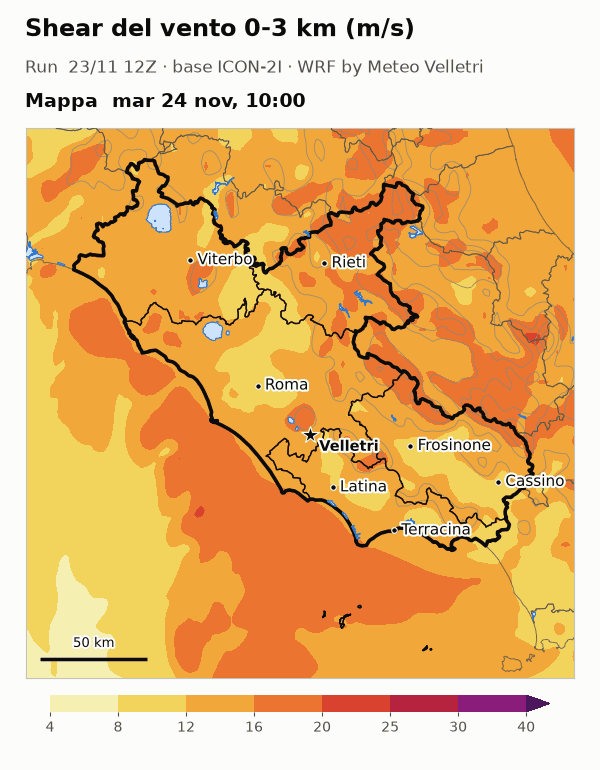 Shear del vento 0-3 km (m/s)
Run  23/11 12Z · base ICON-2I · WRF by Meteo Velletri
Mappa  mar 24 nov, 10:00
Viterbo
Rieti
Roma
Velletri
Frosinone
Cassino
Latina
Terracina
50 km
4 8 12 16 20 25 30 40